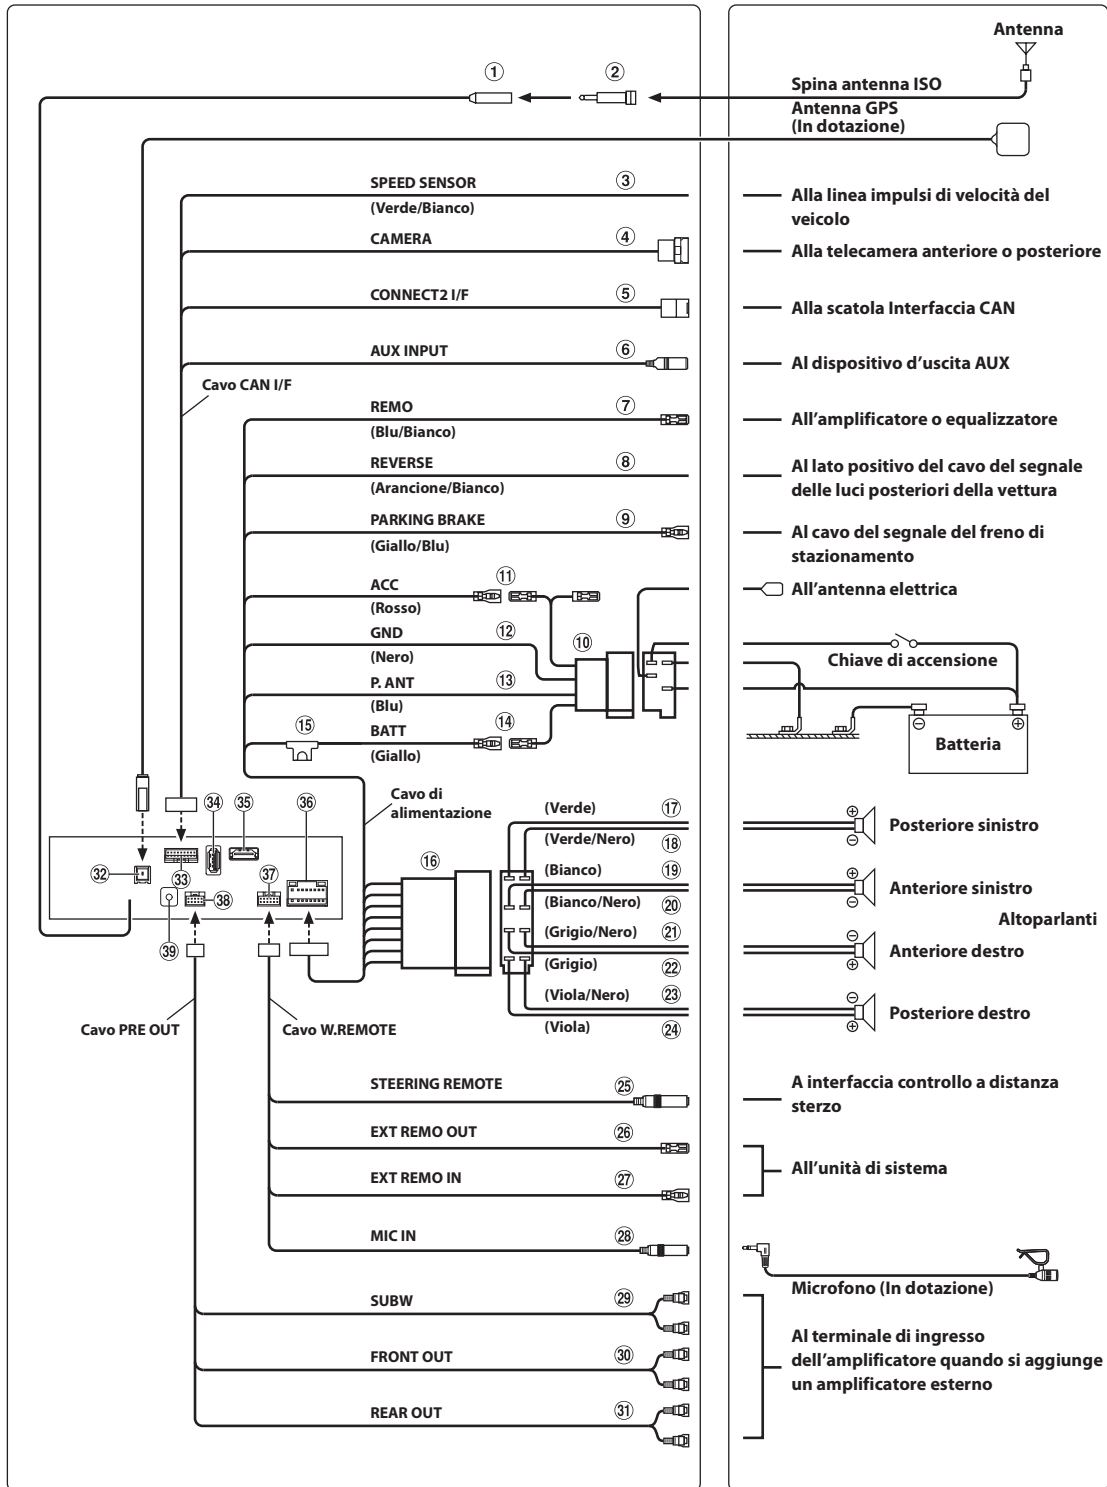 Antenna
① ②
Spina antenna ISO
Antenna GPS
(In dotazione)
SPEED SENSOR ③
(Verde/Bianco)
Alla linea impulsi di velocità del
veicolo
CAMERA ④
Alla telecamera anteriore o posteriore
CONNECT2 I/F ⑤
Alla scatola Interfaccia CAN
AUX INPUT ⑥
Al dispositivo d’uscita AUX
Cavo CAN I/F
REMO ⑦
(Blu/Bianco)
All’amplificatore o equalizzatore
REVERSE ⑧
(Arancione/Bianco)
Al lato positivo del cavo del segnale
delle luci posteriori della vettura
PARKING BRAKE ⑨
(Giallo/Blu)
Al cavo del segnale del freno di
stazionamento
ACC ⑪
(Rosso)
All’antenna elettrica
GND ⑫ ⑩
(Nero)
Chiave di accensione
P. ANT ⑬
(Blu)
⑮ BATT ⑭
(Giallo)
⊖ ⊕
Batteria
Cavo di
alimentazione
㉞ ㉟ ㊱
㉜ ㉝ ㊲ ㊳
㊴
⑯
(Verde) ⑰
(Verde/Nero) ⑱
⊕
⊖
Posteriore sinistro
(Bianco) ⑲
(Bianco/Nero) ⑳
⊕
⊖
Anteriore sinistro
Altoparlanti
(Grigio/Nero) ㉑
(Grigio) ㉒
⊖
⊕
Anteriore destro
(Viola/Nero) ㉓
(Viola) ㉔
⊖
⊕
Posteriore destro
Cavo PRE OUT
Cavo W.REMOTE
STEERING REMOTE ㉕
A interfaccia controllo a distanza
sterzo
EXT REMO OUT ㉖
All’unità di sistema
EXT REMO IN ㉗
MIC IN ㉘
Microfono (In dotazione)
SUBW ㉙
FRONT OUT ㉚
REAR OUT ㉛
Al terminale di ingresso
dell’amplificatore quando si aggiunge
un amplificatore esterno